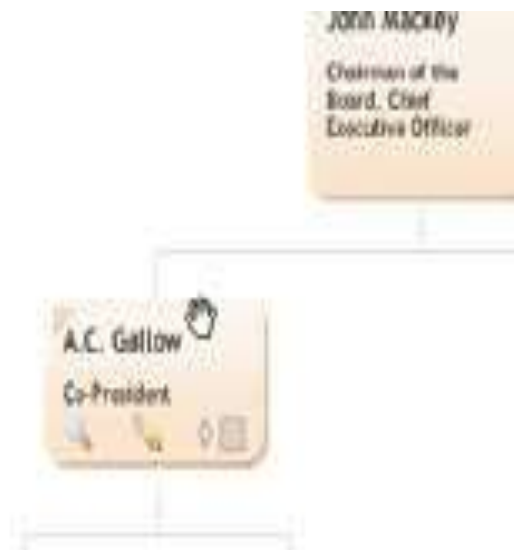 John Mackey
Chairman of the
Board, Chief
Executive Officer
A.C. Gallow
Co-President